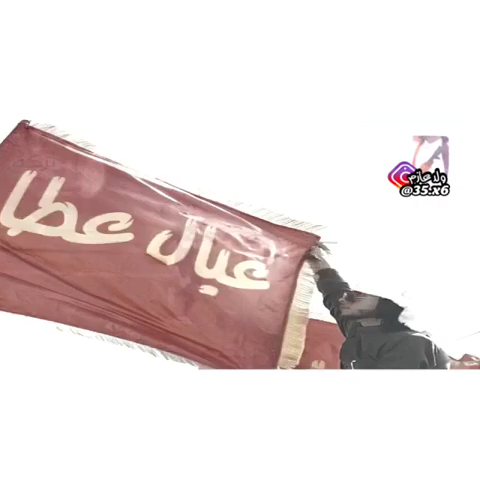 عيال عطا
ولد عازم
@35.x6